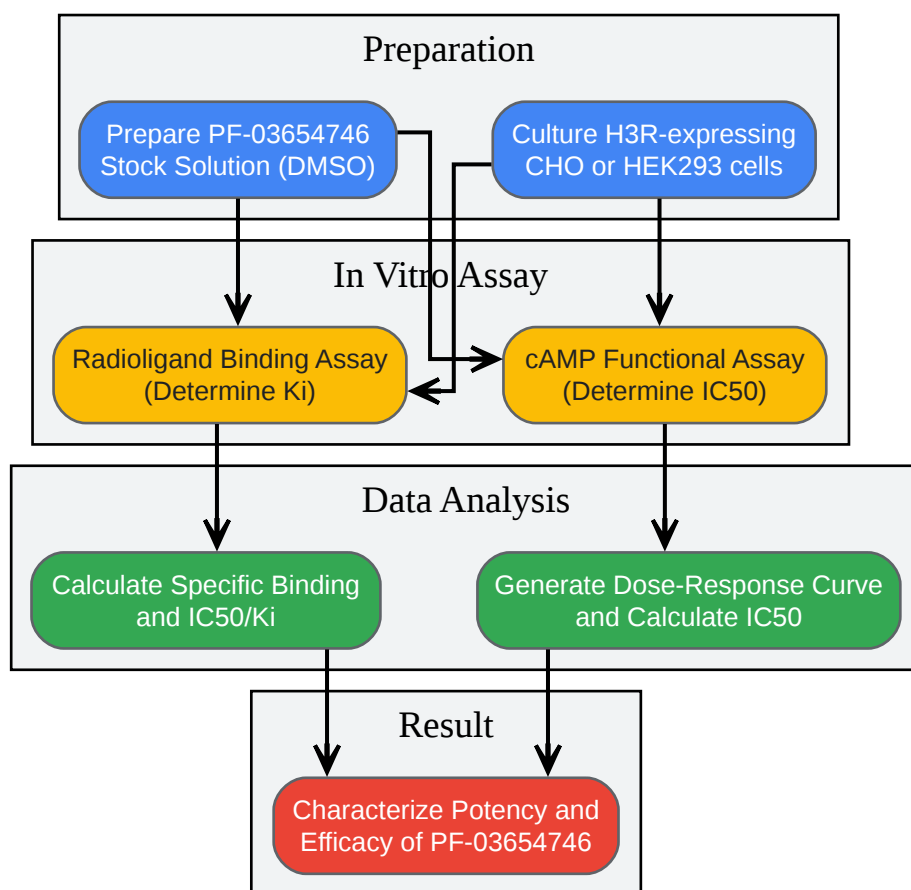 Preparation
Prepare PF-03654746
Stock Solution (DMSO)
Culture H3R-expressing
CHO or HEK293 cells
In Vitro Assay
Radioligand Binding Assay
(Determine Ki)
cAMP Functional Assay
(Determine IC50)
Data Analysis
Calculate Specific Binding
and IC50/Ki
Generate Dose-Response Curve
and Calculate IC50
Result
Characterize Potency and
Efficacy of PF-03654746